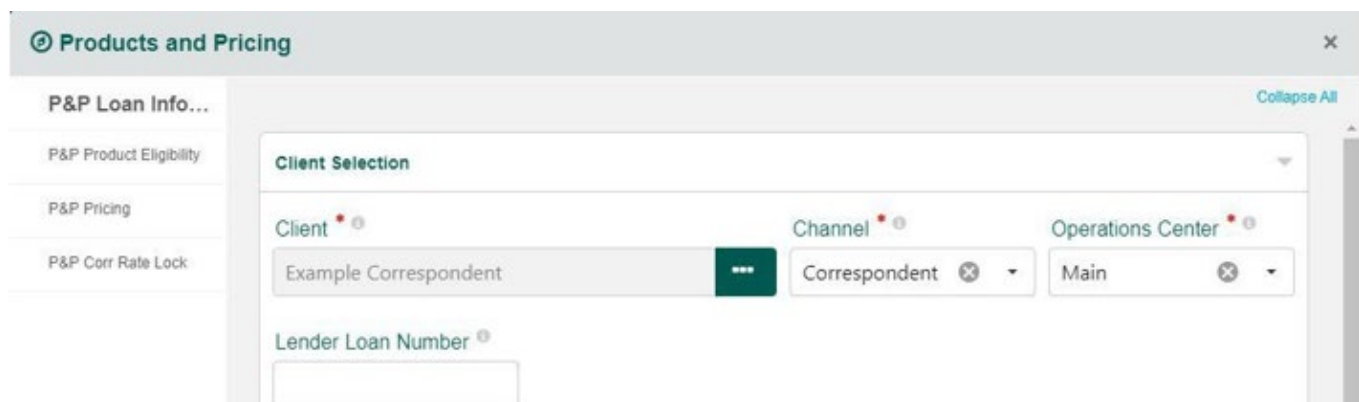 Products and Pricing
×
P&P Loan Info...
Collapse All
P&P Product Eligibility
Client Selection
P&P Pricing
Client *
Channel *
Operations Center *
P&P Corr Rate Lock
Example Correspondent
Correspondent
Main
Lender Loan Number